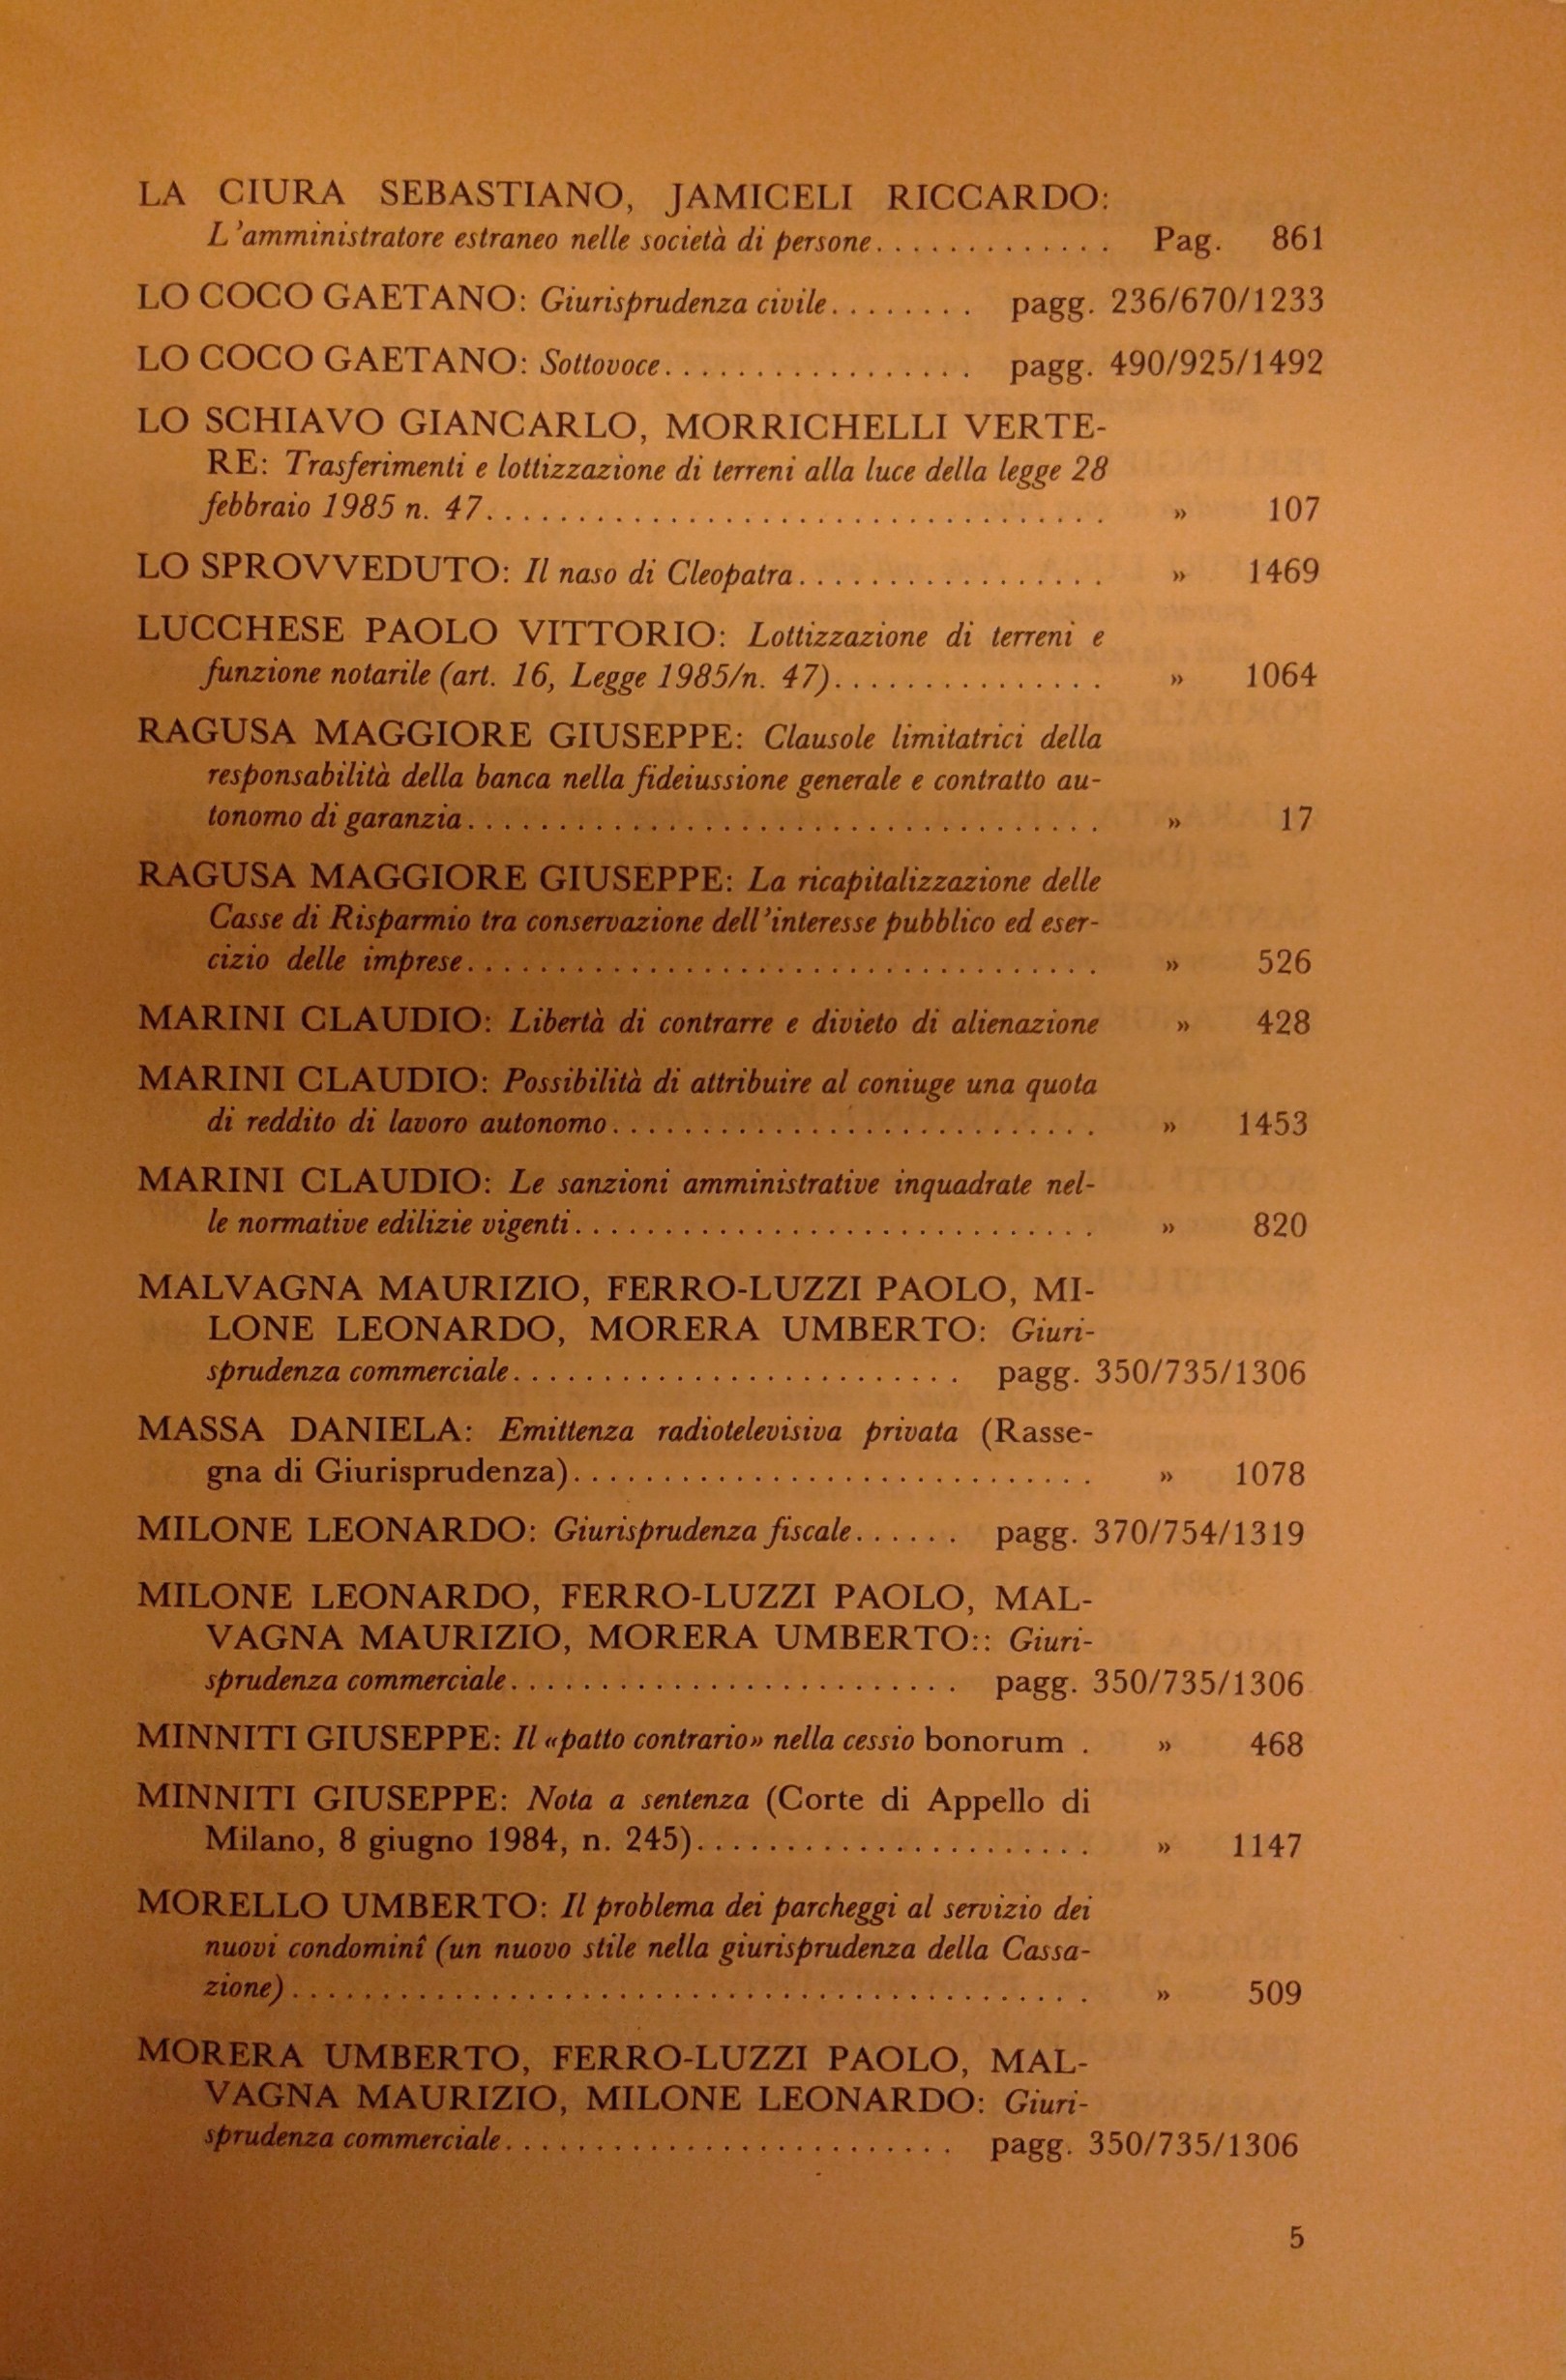 LA CIURA SEBASTIANO, JAMICELI RICCARDO:
L'amministratore estraneo nelle società di persone. . . . . . . . . . . . . Pag. 861
LO COCO GAETANO: Giurisprudenza civile. . . . . . . . pagg. 236/670/1233
LO COCO GAETANO: Sottovoce. . . . . . . . . . . . . . . . . pagg. 490/925/1492
LO SCHIAVO GIANCARLO, MORRICHELLI VERTE-
RE: Trasferimenti e lottizzazione di terreni alla luce della legge 28
febbraio 1985 n. 47. . . . . . . . . . . . . . . . . . . . . . . . . . . . . . . . . . . » 107
LO SPROVVEDUTO: Il naso di Cleopatra. . . . . . . . . . . . . . . . . » 1469
LUCCHESE PAOLO VITTORIO: Lottizzazione di terreni e
funzione notarile (art. 16, Legge 1985/n. 47). . . . . . . . . . . . . . . » 1064
RAGUSA MAGGIORE GIUSEPPE: Clausole limitatrici della
responsabilità della banca nella fideiussione generale e contratto au-
tonomo di garanzia. . . . . . . . . . . . . . . . . . . . . . . . . . . . . . . . . . . . » 17
RAGUSA MAGGIORE GIUSEPPE: La ricapitalizzazione delle
Casse di Risparmio tra conservazione dell'interesse pubblico ed eser-
cizio delle imprese. . . . . . . . . . . . . . . . . . . . . . . . . . . . . . . . . . . . » 526
MARINI CLAUDIO: Libertà di contrarre e divieto di alienazione » 428
MARINI CLAUDIO: Possibilità di attribuire al coniuge una quota
di reddito di lavoro autonomo. . . . . . . . . . . . . . . . . . . . . . . . . . . » 1453
MARINI CLAUDIO: Le sanzioni amministrative inquadrate nel-
le normative edilizie vigenti. . . . . . . . . . . . . . . . . . . . . . . . . . . . . » 820
MALVAGNA MAURIZIO, FERRO-LUZZI PAOLO, MI-
LONE LEONARDO, MORERA UMBERTO: Giuri-
sprudenza commerciale. . . . . . . . . . . . . . . . . . . . . . . . . pagg. 350/735/1306
MASSA DANIELA: Emittenza radiotelevisiva privata (Rasse-
gna di Giurisprudenza). . . . . . . . . . . . . . . . . . . . . . . . . . . . . » 1078
MILONE LEONARDO: Giurisprudenza fiscale. . . . . . pagg. 370/754/1319
MILONE LEONARDO, FERRO-LUZZI PAOLO, MAL-
VAGNA MAURIZIO, MORERA UMBERTO:: Giuri-
sprudenza commerciale. . . . . . . . . . . . . . . . . . . . . . . . . pagg. 350/735/1306
MINNITI GIUSEPPE: Il «patto contrario» nella cessio bonorum . » 468
MINNITI GIUSEPPE: Nota a sentenza (Corte di Appello di
Milano, 8 giugno 1984, n. 245). . . . . . . . . . . . . . . . . . . . . . » 1147
MORELLO UMBERTO: Il problema dei parcheggi al servizio dei
nuovi condominî (un nuovo stile nella giurisprudenza della Cassa-
zione) . . . . . . . . . . . . . . . . . . . . . . . . . . . . . . . . . . . . . . . . . . . . . » 509
MORERA UMBERTO, FERRO-LUZZI PAOLO, MAL-
VAGNA MAURIZIO, MILONE LEONARDO: Giuri-
sprudenza commerciale. . . . . . . . . . . . . . . . . . . . . . . . . pagg. 350/735/1306
5